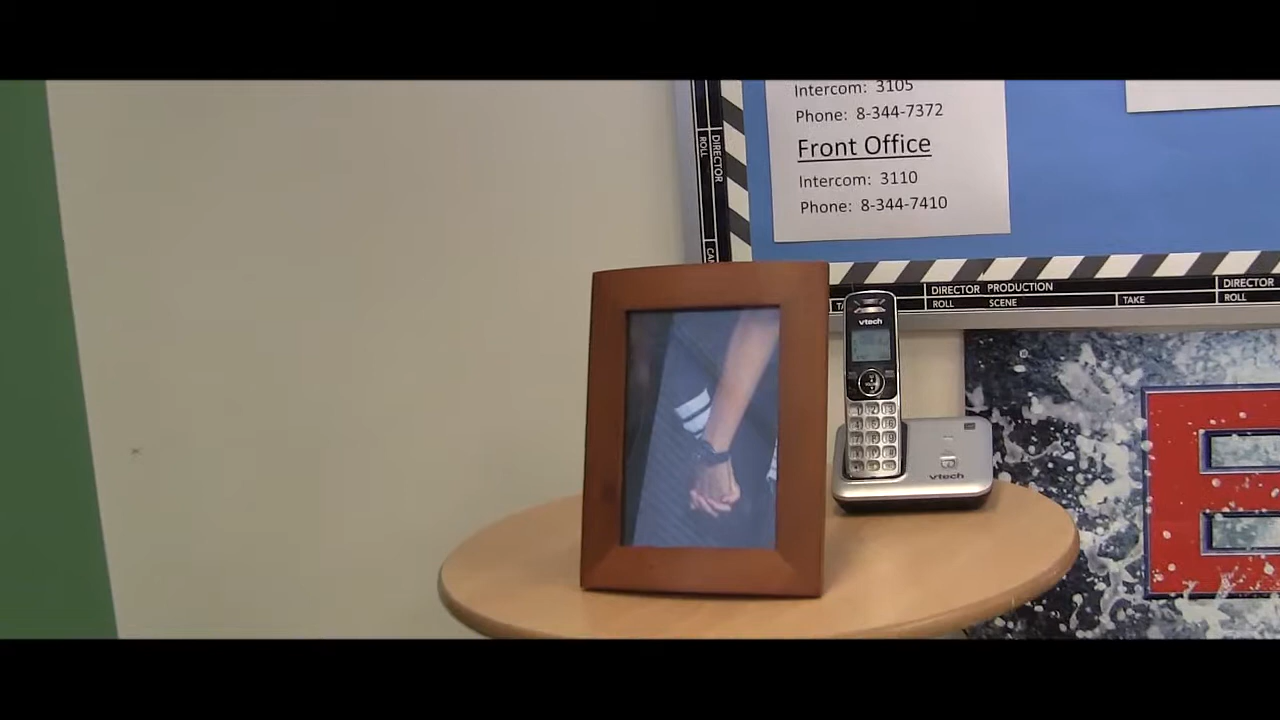 Intercom: 3105
Phone: 8-344-7372
Front Office
Intercom: 3110
Phone: 8-344-7410
DIRECTOR
ROLL
DIRECTOR PRODUCTION
ROLL SCENE TAKE
DIRECTOR
ROLL
vtech
vtech
E